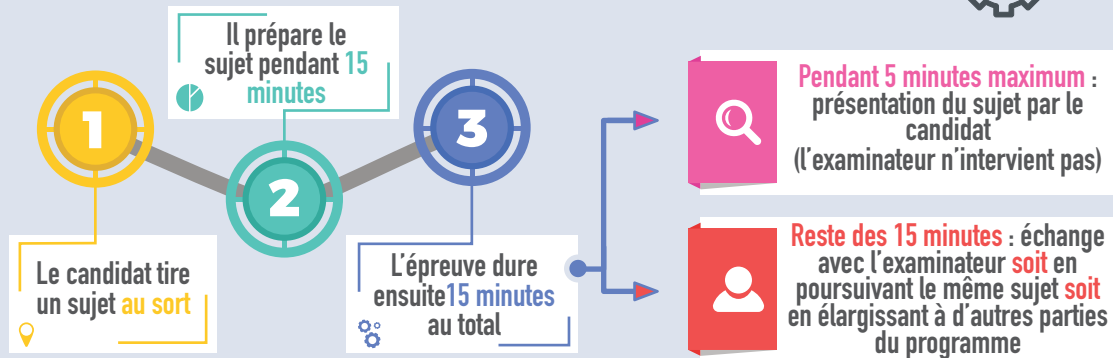 1
Le candidat tire
un sujet au sort
2
Il prépare le
sujet pendant 15
minutes
3
L'épreuve dure
ensuite15 minutes
au total
Pendant 5 minutes maximum :
présentation du sujet par le
candidat
(l'examinateur n'intervient pas)
Reste des 15 minutes : échange
avec l'examinateur soit en
poursuivant le même sujet soit
en élargissant à d'autres parties
du programme